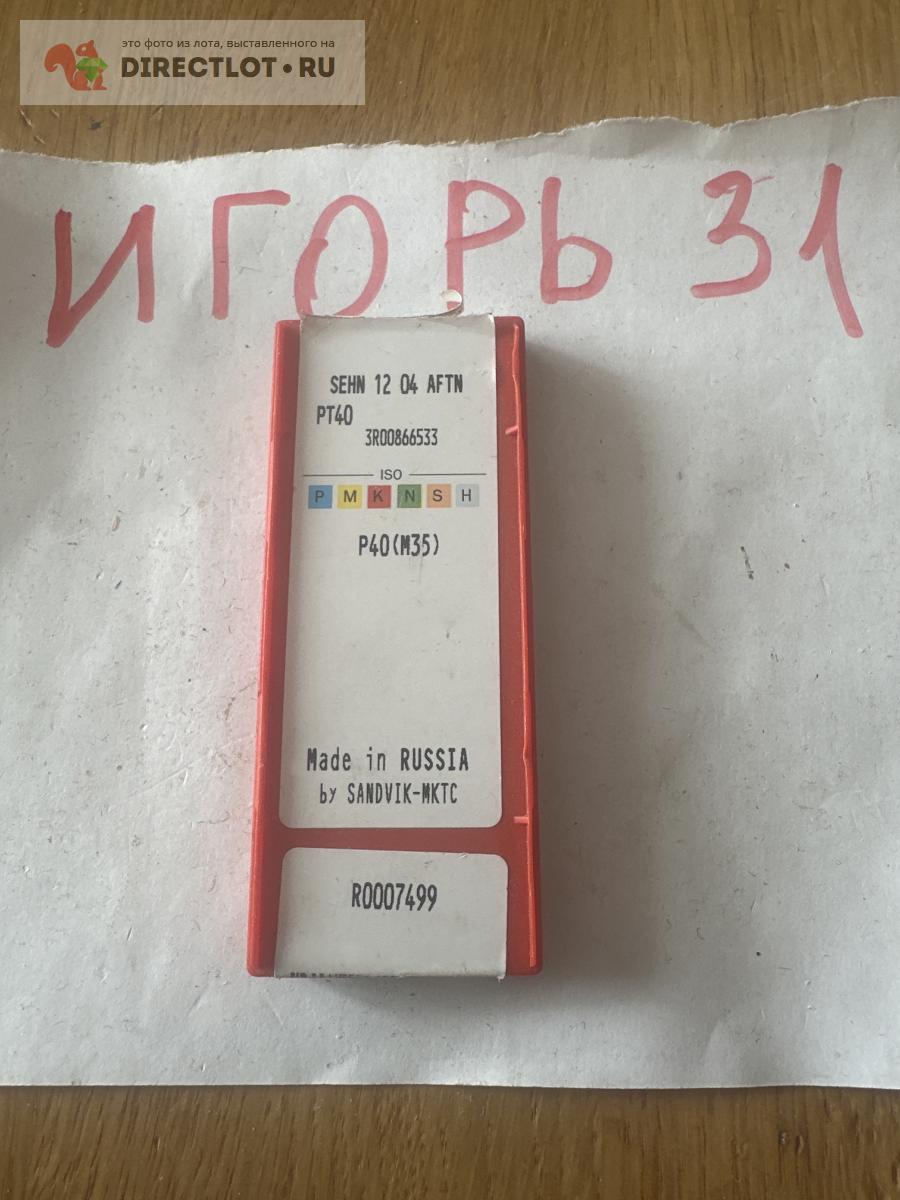 это фото из лота, выставленного на
DIRECTLOT•RU
ИГОРЬ 31
SEHN 12 04 AFTN
PT40
3R00866533
ISO
P M K N S H
P40(M35)
Made in RUSSIA
by SANDVIK-MKTC
R0007499